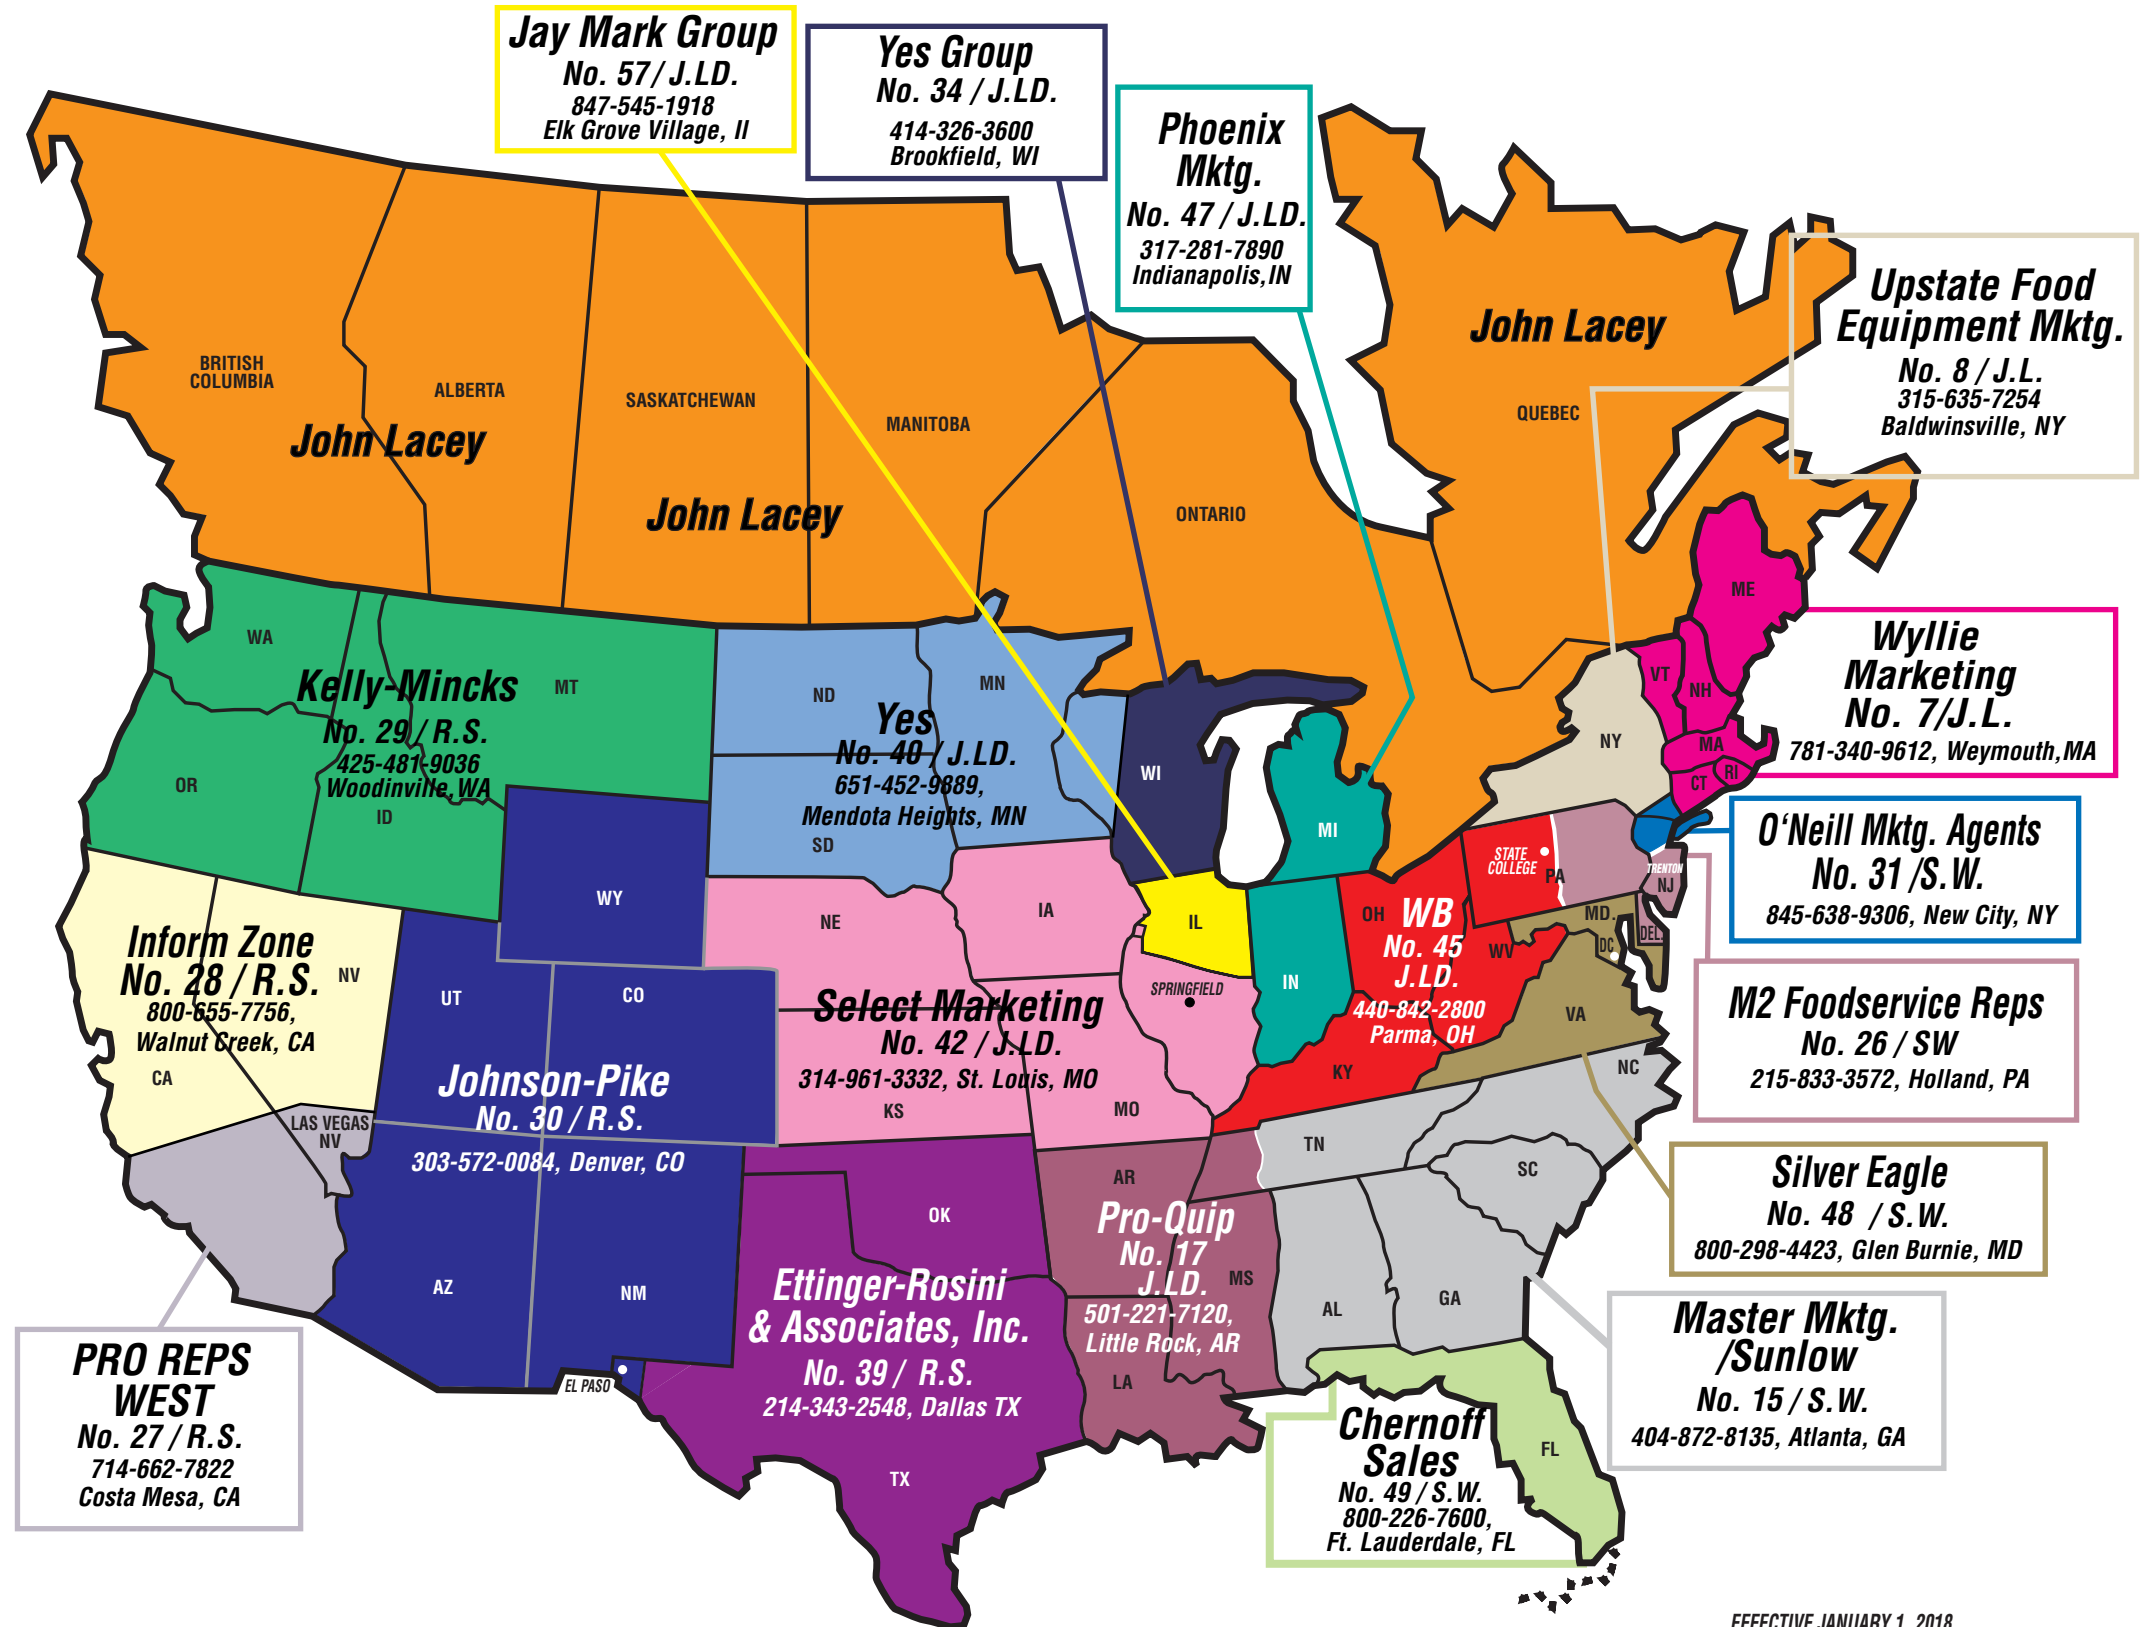 Jay Mark Group
No. 57 / J.LD.
847-545-1918
Elk Grove Village, Il
Yes Group
No. 34 / J.LD.
414-326-3600
Brookfield, WI
Phoenix
Mktg.
No. 47 / J.LD.
317-281-7890
Indianapolis, IN
Upstate Food
Equipment Mktg.
No. 8 / J.L.
315-635-7254
Baldwinsville, NY
John Lacey
QUEBEC
BRITISH
COLUMBIA
ALBERTA
SASKATCHEWAN
MANITOBA
John Lacey
John Lacey
ONTARIO
ME
Wyllie
Marketing
No. 7/J.L.
781-340-9612, Weymouth,MA
VT
NH
MA
CT
RI
NY
WA
MT
Kelly-Mincks
No. 29 / R.S.
425-481-9036
Woodinville,WA
OR
ID
ND
MN
Yes
No. 40 / J.LD.
651-452-9889,
Mendota Heights, MN
SD
WI
MI
O‘Neill Mktg. Agents
No. 31 /S.W.
845-638-9306, New City, NY
STATE
COLLEGE
PA
TRENTON
NJ
MD.
DEL.
DC
WY
NE
IA
IL
OH
WB
No. 45
J.LD.
440-842-2800
Parma, OH
WV
KY
IN
VA
Inform Zone
No. 28 / R.S.
800-655-7756,
Walnut Creek, CA
NV
CA
UT
CO
SPRINGFIELD
Select Marketing
No. 42 / J.LD.
314-961-3332, St. Louis, MO
KS
MO
M2 Foodservice Reps
No. 26 / SW
215-833-3572, Holland, PA
Johnson-Pike
No. 30 / R.S.
303-572-0084, Denver, CO
LAS VEGAS
NV
NC
TN
SC
AR
Pro-Quip
No. 17
J.LD.
501-221-7120,
Little Rock, AR
MS
LA
Silver Eagle
No. 48 / S.W.
800-298-4423, Glen Burnie, MD
OK
AZ
NM
Ettinger-Rosini
& Associates, Inc.
No. 39 / R.S.
214-343-2548, Dallas TX
TX
EL PASO
AL
GA
Master Mktg.
/Sunlow
No. 15 / S.W.
404-872-8135, Atlanta, GA
PRO REPS
WEST
No. 27 / R.S.
714-662-7822
Costa Mesa, CA
Chernoff
Sales
No. 49 / S.W.
800-226-7600,
Ft. Lauderdale, FL
FL
EFFECTIVE JANUARY 1, 2018